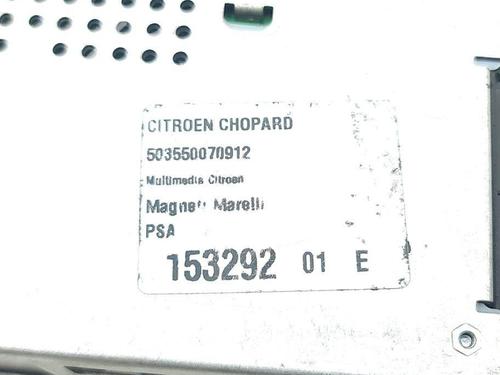 CITROEN CHOPARD
503550070912
Multimedia Citroen
Magneti Marelli
PSA
153292 01 E